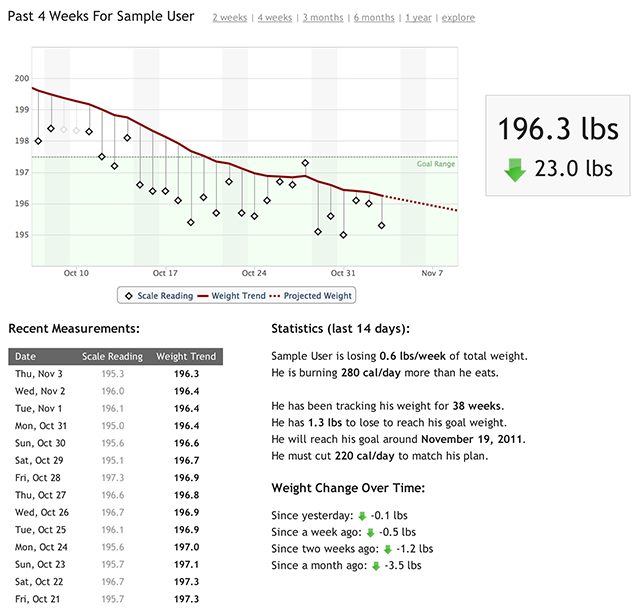 Past 4 Weeks For Sample User 2 weeks | 4 weeks | 3 months | 6 months | 1 year | explore
200
199
198
197
196
195
Goal Range
Oct 10 Oct 17 Oct 24 Oct 31 Nov 7
Scale Reading Weight Trend Projected Weight
196.3 lbs
23.0 lbs
Recent Measurements:
Date Scale Reading Weight Trend
Thu, Nov 3 195.3 196.3
Wed, Nov 2 196.0 196.4
Tue, Nov 1 196.1 196.4
Mon, Oct 31 195.0 196.4
Sun, Oct 30 195.6 196.6
Sat, Oct 29 195.1 196.7
Fri, Oct 28 197.3 196.9
Thu, Oct 27 196.6 196.8
Wed, Oct 26 196.7 196.9
Tue, Oct 25 196.1 196.9
Mon, Oct 24 195.6 197.0
Sun, Oct 23 195.7 197.1
Sat, Oct 22 196.7 197.3
Fri, Oct 21 195.7 197.3
Statistics (last 14 days):
Sample User is losing 0.6 lbs/week of total weight.
He is burning 280 cal/day more than he eats.
He has been tracking his weight for 38 weeks.
He has 1.3 lbs to lose to reach his goal weight.
He will reach his goal around November 19, 2011.
He must cut 220 cal/day to match his plan.
Weight Change Over Time:
Since yesterday: -0.1 lbs
Since a week ago: -0.5 lbs
Since two weeks ago: -1.2 lbs
Since a month ago: -3.5 lbs